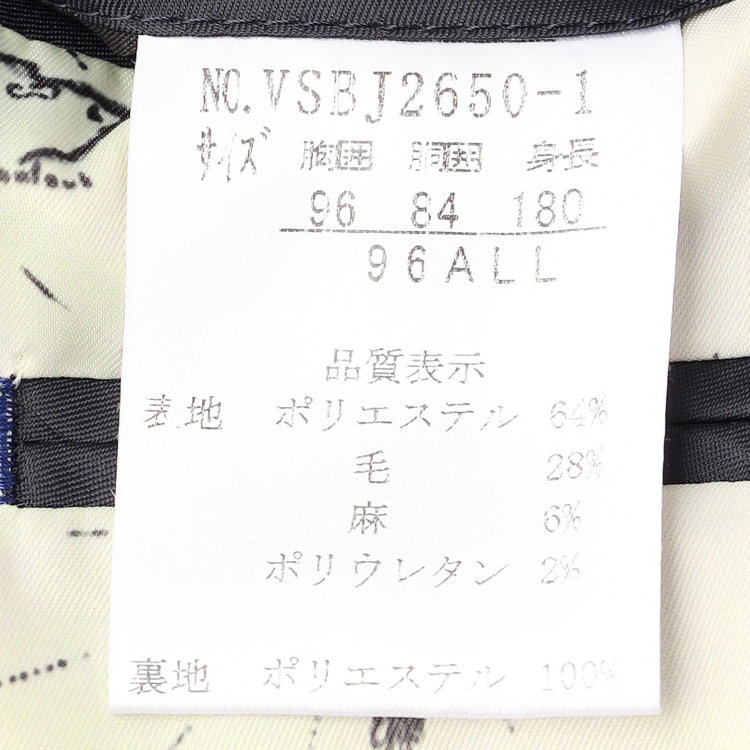 NO.VSBJ2650-1
サイズ 胸囲 胴囲 身長
96 84 180
96ALL
品質表示
表地 ポリエステル 64%
毛 28%
麻 6%
ポリウレタン 2%
裏地 ポリエステル 100%